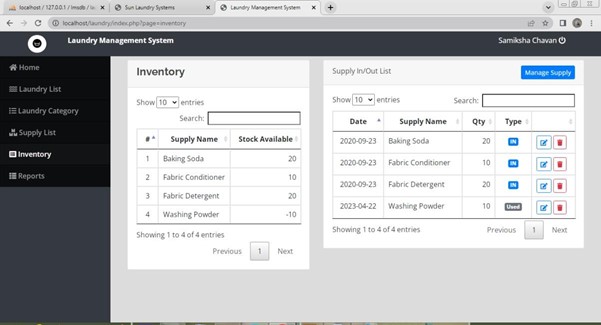 localhost / 127.0.0.1 / lmsdb / la
Sun Laundry Systems
Laundry Management System
localhost/laundry/index.php?page=inventory
Laundry Management System
Samiksha Chavan
Home
Laundry List
Laundry Category
Supply List
Inventory
Reports
Inventory
Show 10 entries
Search:
# Supply Name Stock Available
1 Baking Soda 20
2 Fabric Conditioner 10
3 Fabric Detergent 20
4 Washing Powder -10
Showing 1 to 4 of 4 entries
Previous 1 Next
Supply In/Out List
Manage Supply
Show 10 entries
Search:
Date Supply Name Qty Type
2020-09-23 Baking Soda 20 IN
2020-09-23 Fabric Conditioner 10 IN
2020-09-23 Fabric Detergent 20 IN
2023-04-22 Washing Powder 10 Used
Showing 1 to 4 of 4 entries
Previous 1 Next